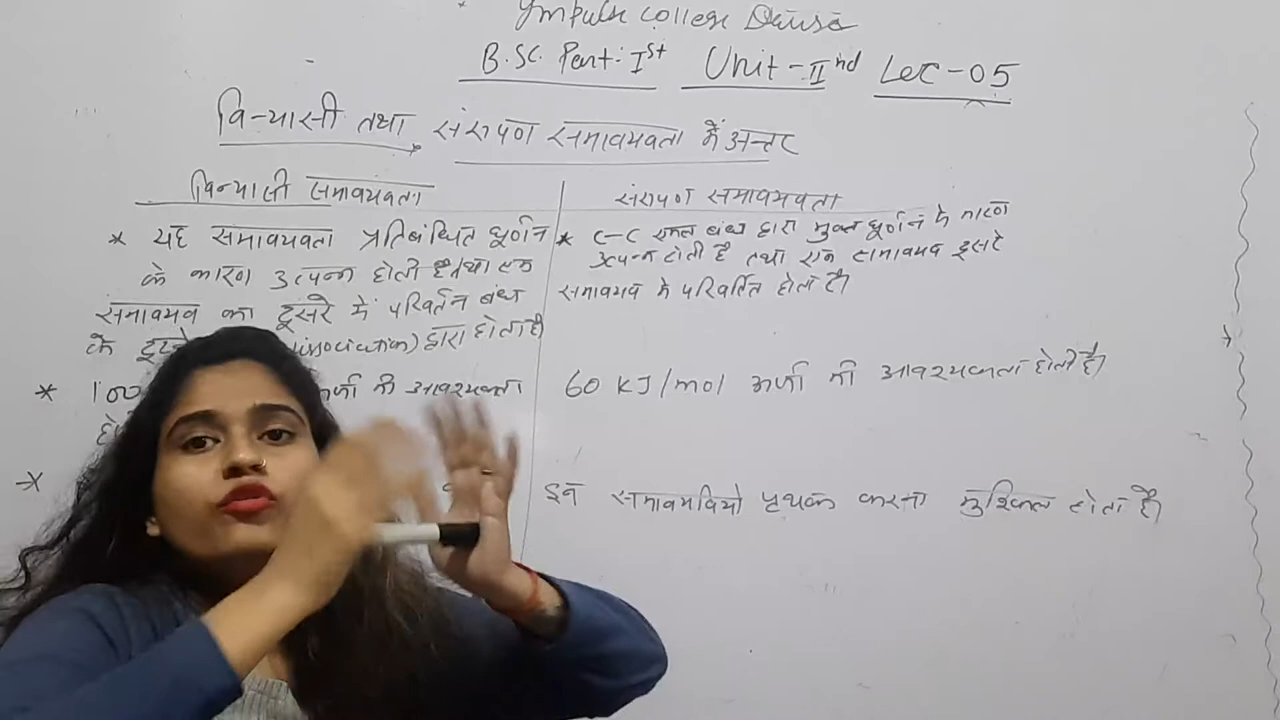 Impulse College Dausa
B.Sc. Part: Ist Unit-IInd Lec-05
विन्यासी तथा संरूपण समावयवता में अन्तर
विन्यासी समावयवता
संरूपण समावयवता
* यह समावयवता प्रतिबंधित घूर्णन
के कारण उत्पन्न होती है तथा एक
समावयव का दूसरे में परिवर्तन बंध
के issociation) द्वारा होता है
* 100 की आवश्यकता
* C-C एकल बंध द्वारा मुक्त घूर्णन के कारण
उत्पन्न होती है तथा एक समावयव दूसरे
समावयव में परिवर्तित होता है।
60 KJ/mol ऊर्जा की आवश्यकता होती है।
इन समावयवियो पृथक करना मुश्किल होता है।